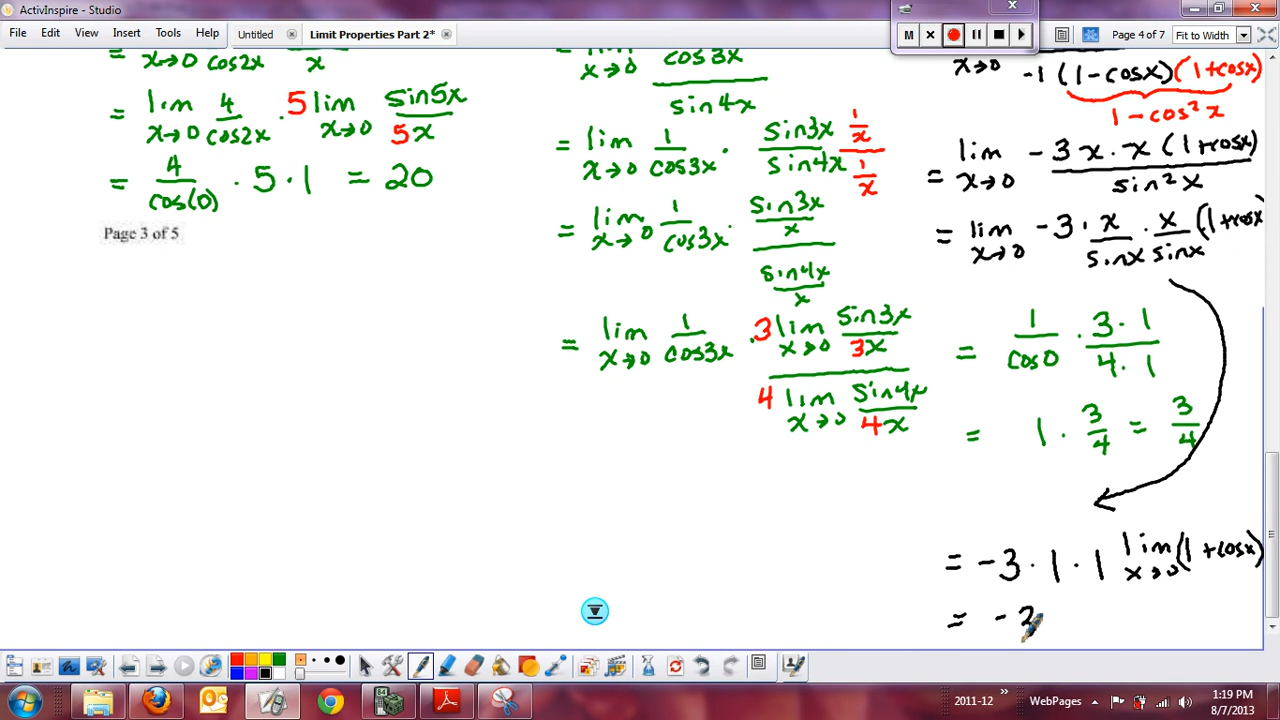 ActivInspire - Studio
File Edit View Insert Tools Help Untitled Limit Properties Part 2* Page 4 of 7 Fit to Width
M
= x→0 cos2x x
= lim x→0 4/cos2x · 5 lim x→0 sin5x/5x
= 4/cos(0) · 5 · 1 = 20
Page 3 of 5
= x→0 cos3x
sin4x
= lim x→0 1/cos3x · sin3x/sin4x 1/x / 1/x
= lim x→0 1/cos3x · sin3x/x / sin4x/x
= lim x→0 1/cos3x · 3 lim x→0 sin3x/3x / 4 lim x→0 sin4x/4x
= 1/cos0 · 3·1/4·1
= 1 · 3/4 = 3/4
x→0 -1(1-cosx)(1+cosx)
1-cos²x
= lim x→0 -3x·x(1+cosx)/sin²x
= lim x→0 -3 · x/sinx · x/sinx · (1+cosx)
= -3 · 1 · 1 lim x→0 (1+cosx)
= -3
2011-12 » WebPages 1:19 PM
8/7/2013